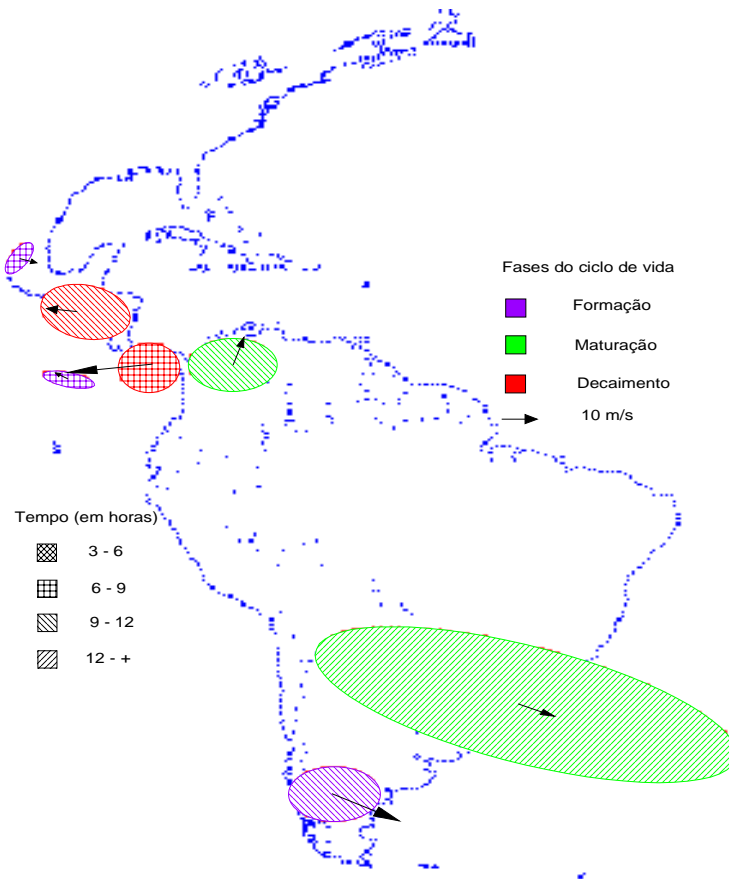 Fases do ciclo de vida
Formação
Maturação
Decaimento
10 m/s
Tempo (em horas)
3 - 6
6 - 9
9 - 12
12 - +